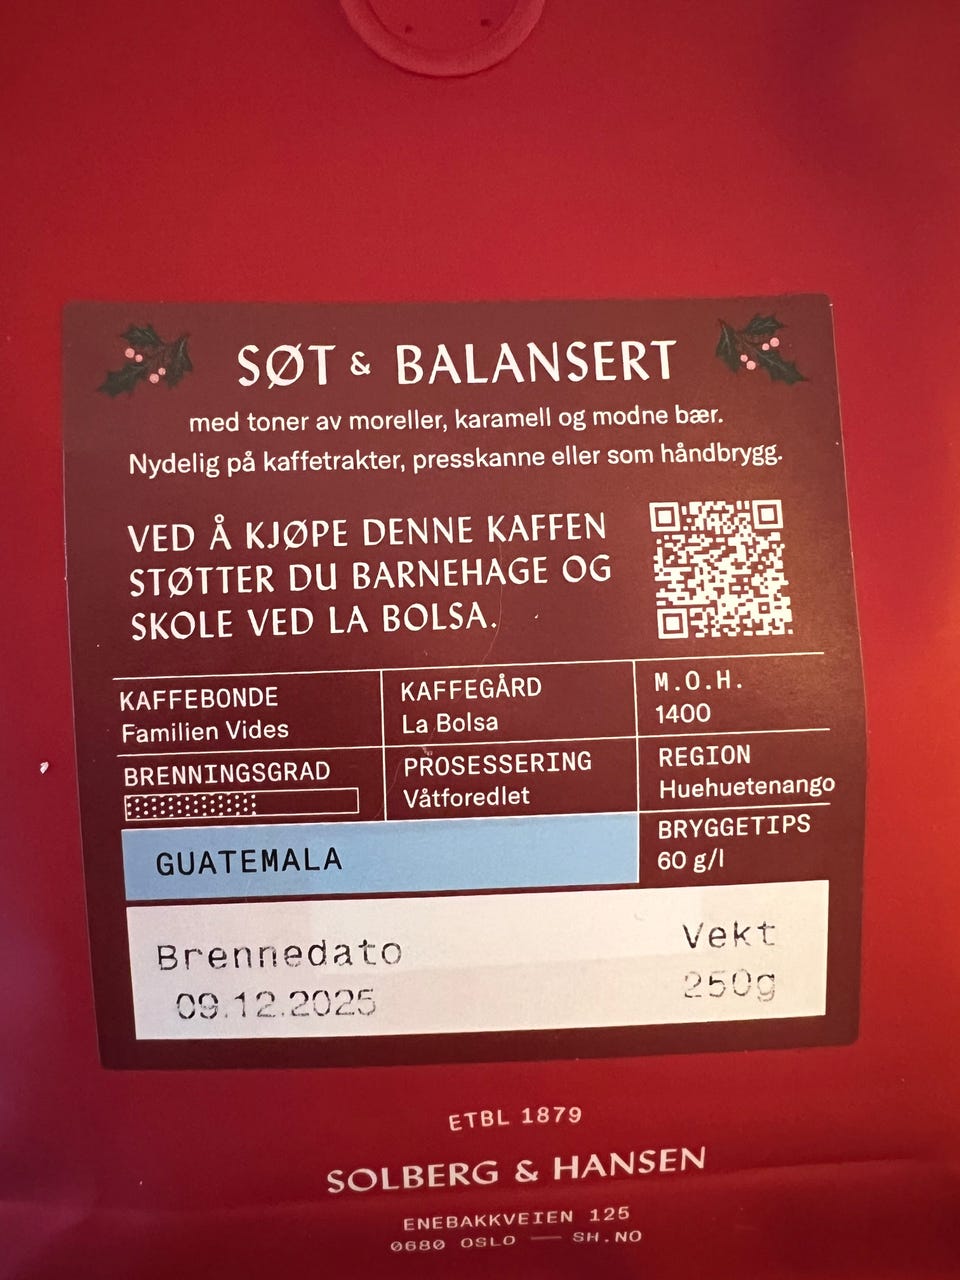 SØT & BALANSERT
med toner av moreller, karamell og modne bær.
Nydelig på kaffetrakter, presskanne eller som håndbrygg.
VED Å KJØPE DENNE KAFFEN
STØTTER DU BARNEHAGE OG
SKOLE VED LA BOLSA.
KAFFEBONDE
Familien Vides
KAFFEGÅRD
La Bolsa
M.O.H.
1400
BRENNINGSGRAD
PROSESSERING
Våtforedlet
REGION
Huehuetenango
GUATEMALA
BRYGGETIPS
60 g/l
Brennedato
09.12.2025
Vekt
250g
ETBL 1879
SOLBERG & HANSEN
ENEBAKKVEIEN 125
0680 OSLO — SH.NO